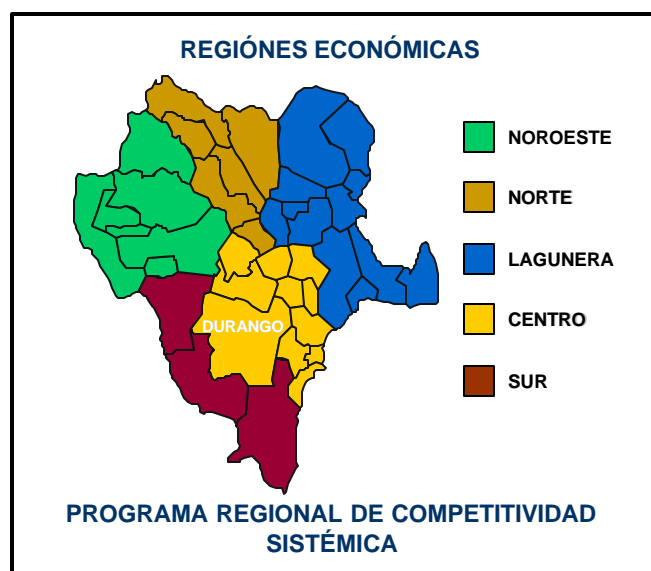 REGIÓNES ECONÓMICAS
NOROESTE
NORTE
LAGUNERA
CENTRO
DURANGO
SUR
PROGRAMA REGIONAL DE COMPETITIVIDAD
SISTÉMICA